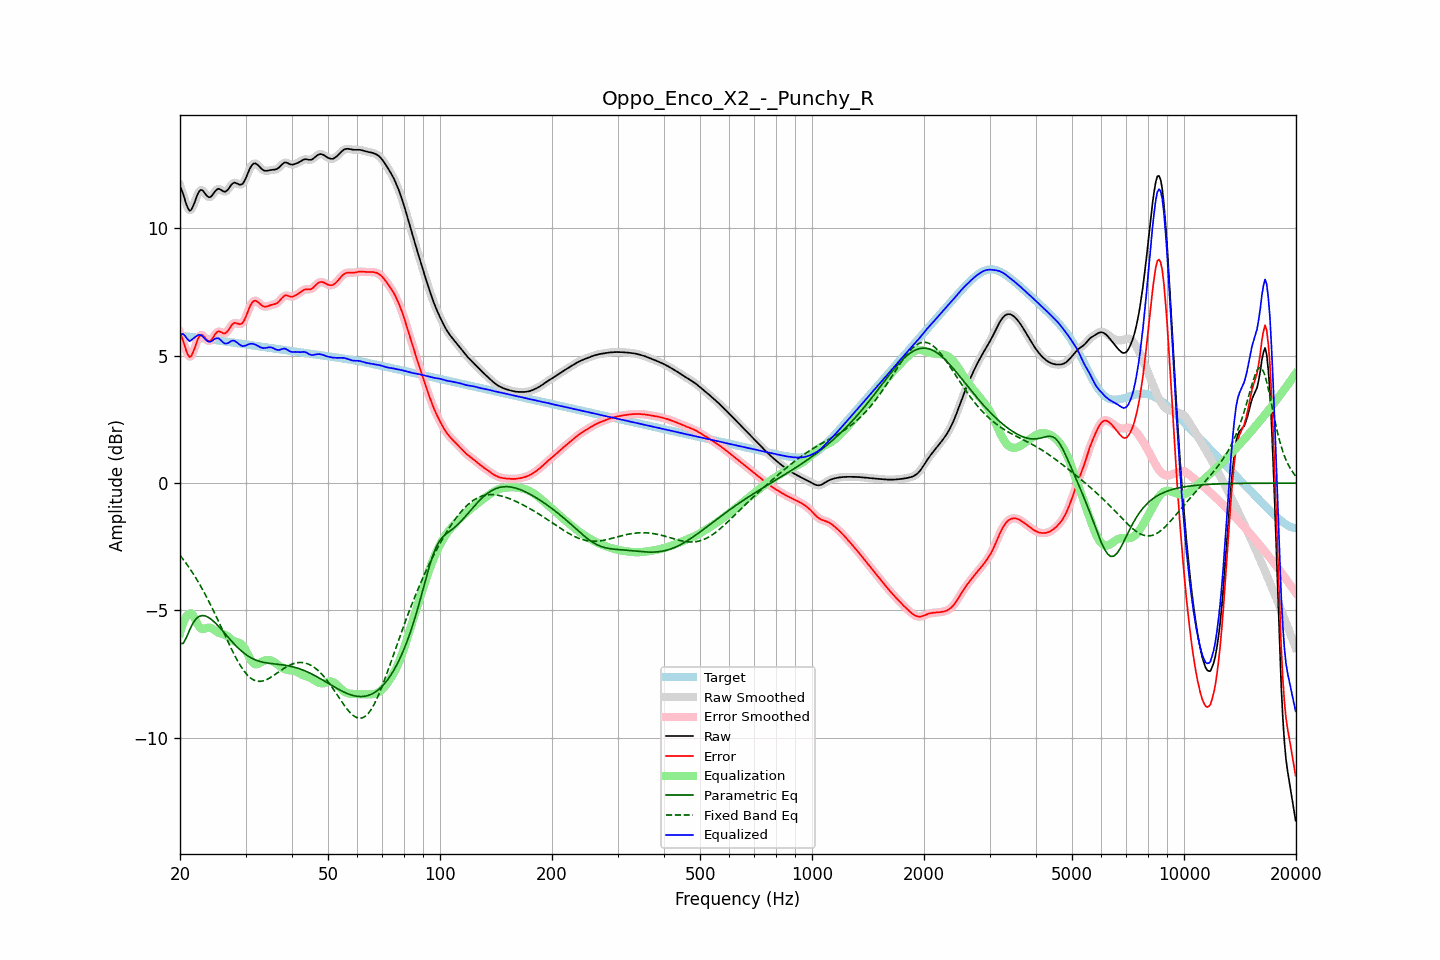 Oppo_Enco_X2_-_Punchy_R
Amplitude (dBr)
10
5
0
−5
−10
Target
Raw Smoothed
Error Smoothed
Raw
Error
Equalization
Parametric Eq
Fixed Band Eq
Equalized
20 50 100 200 500 1000 2000 5000 10000 20000
Frequency (Hz)